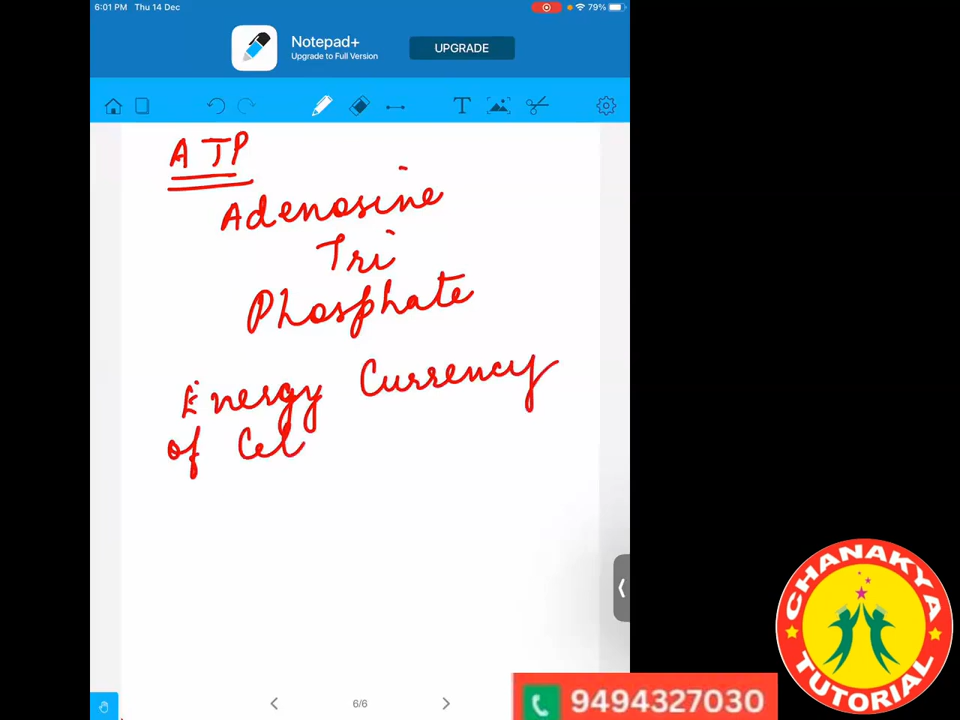 6:01 PM Thu 14 Dec 79%
Notepad+
Upgrade to Full Version
UPGRADE
T
ATP
Adenosine
Tri
Phosphate
Energy Currency
of Cel
6/6
CHANAKYA
TUTORIAL
9494327030